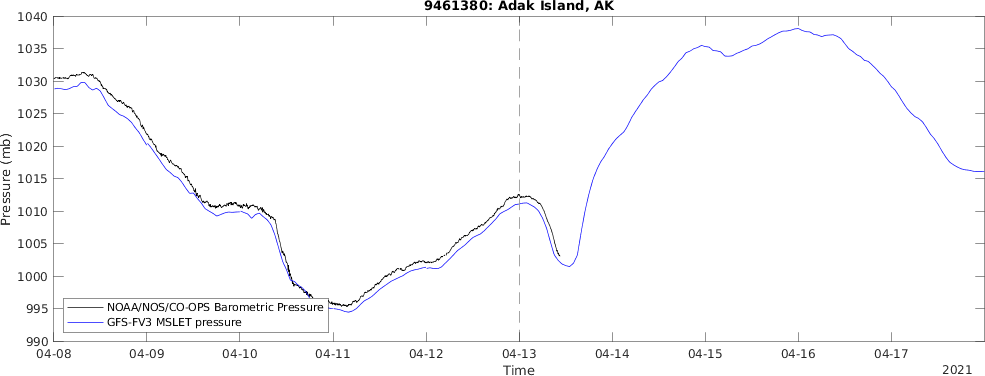 9461380: Adak Island, AK
Pressure (mb)
1040
1035
1030
1025
1020
1015
1010
1005
1000
995
990
NOAA/NOS/CO-OPS Barometric Pressure
GFS-FV3 MSLET pressure
04-08 04-09 04-10 04-11 04-12 04-13 04-14 04-15 04-16 04-17
Time
2021